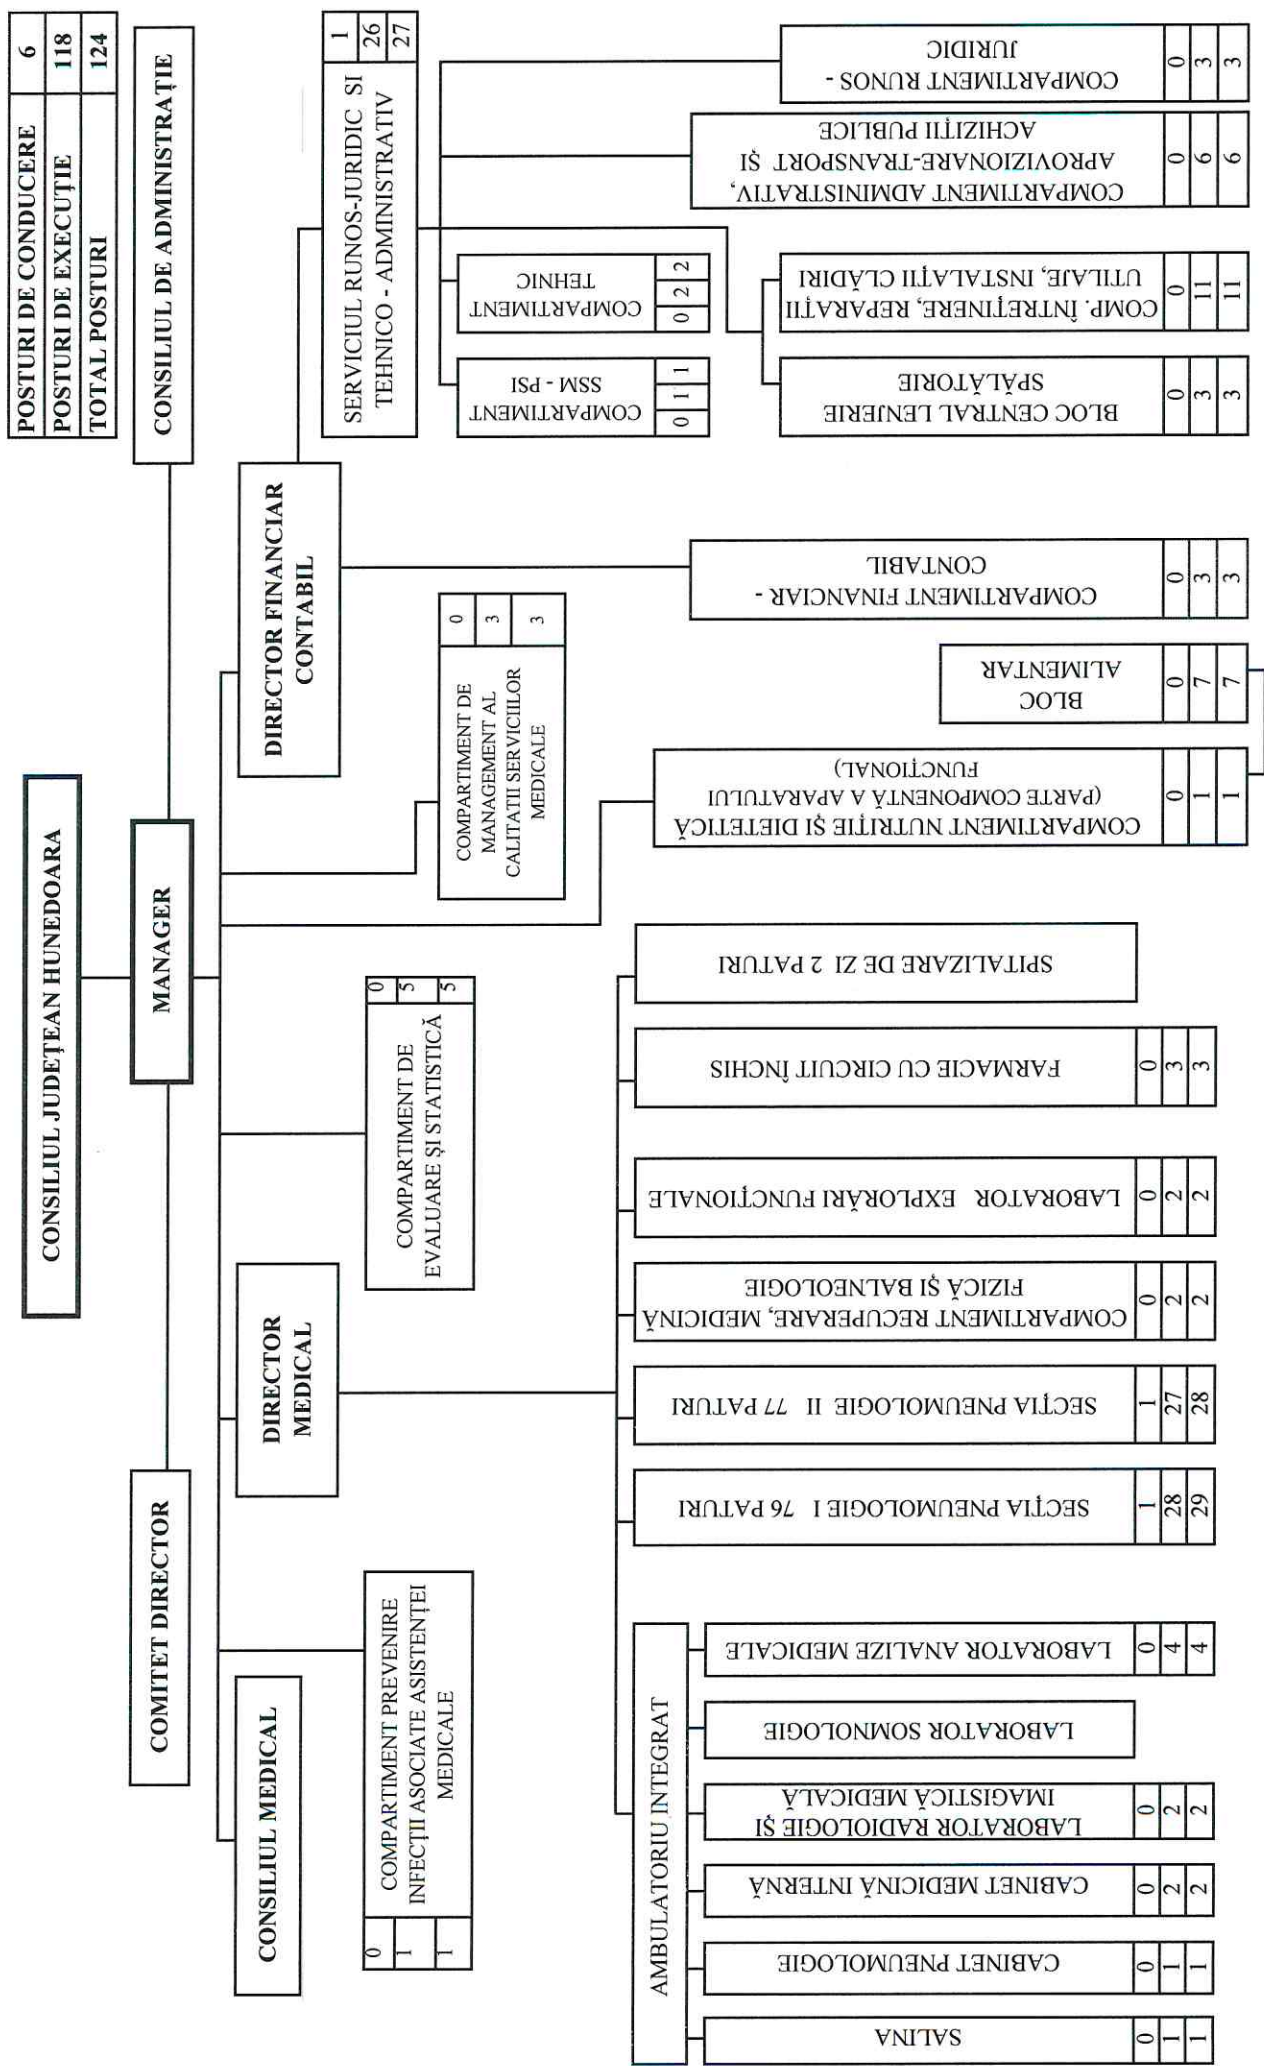 POSTURI DE CONDUCERE 6
POSTURI DE EXECUȚIE 118
TOTAL POSTURI 124
CONSILIUL JUDEȚEAN HUNEDOARA
COMITET DIRECTOR
MANAGER
CONSILIUL DE ADMINISTRAȚIE
CONSILIUL MEDICAL
DIRECTOR
MEDICAL
DIRECTOR FINANCIAR
CONTABIL
SERVICIUL RUNOS-JURIDIC SI
TEHNICO - ADMINISTRATIV
1
26
27
COMPARTIMENT PREVENIRE
INFECȚII ASOCIATE ASISTENȚEI
MEDICALE
0
1
1
COMPARTIMENT DE
EVALUARE ȘI STATISTICĂ
0
5
5
COMPARTIMENT DE
MANAGEMENT AL
CALITATII SERVICIILOR
MEDICALE
0
3
3
COMPARTIMENT
SSM - PSI
0 1 1
COMPARTIMENT
TEHNIC
0 2 2
AMBULATORIU INTEGRAT
SALINA
0
1
1
CABINET PNEUMOLOGIE
0
1
1
CABINET MEDICINĂ INTERNĂ
0
2
2
LABORATOR RADIOLOGIE ȘI
IMAGISTICĂ MEDICALĂ
0
2
2
LABORATOR SOMNOLOGIE
LABORATOR ANALIZE MEDICALE
0
4
4
SECȚIA PNEUMOLOGIE I 76 PATURI
1
28
29
SECȚIA PNEUMOLOGIE II 77 PATURI
1
27
28
COMPARTIMENT RECUPERARE, MEDICINĂ
FIZICĂ ȘI BALNEOLOGIE
0
2
2
LABORATOR EXPLORĂRI FUNCȚIONALE
0
2
2
FARMACIE CU CIRCUIT ÎNCHIS
0
3
3
SPITALIZARE DE ZI 2 PATURI
COMPARTIMENT NUTRIȚIE ȘI DIETETICĂ
(PARTE COMPONENTĂ A APARATULUI
FUNCȚIONAL)
0
1
1
BLOC
ALIMENTAR
0
7
7
COMPARTIMENT FINANCIAR -
CONTABIL
0
3
3
BLOC CENTRAL LENJERIE
SPĂLĂTORIE
0
3
3
COMP. ÎNTREȚINERE, REPARAȚII
UTILAJE, INSTALAȚII CLĂDIRI
0
11
11
COMPARTIMENT ADMINISTRATIV,
APROVIZIONARE-TRANSPORT ȘI
ACHIZIȚII PUBLICE
0
6
6
COMPARTIMENT RUNOS -
JURIDIC
0
3
3